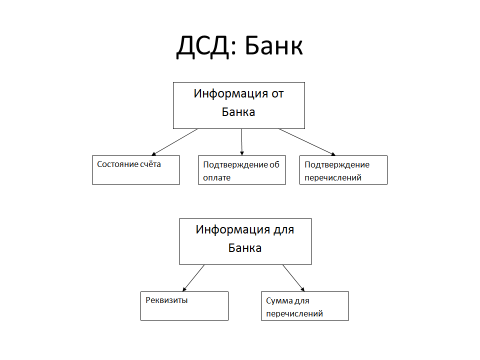 ДСД: Банк
Информация от
Банка
Состояние счёта
Подтверждение об
оплате
Подтверждение
перечислений
Информация для
Банка
Реквизиты
Сумма для
перечислений